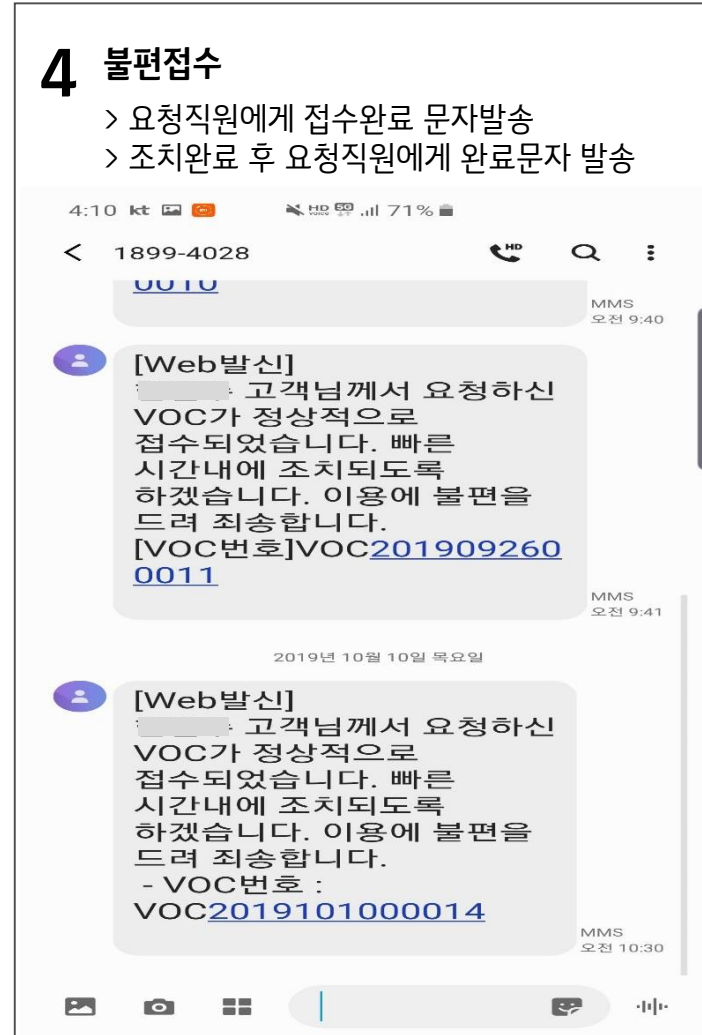 4 불편접수
> 요청직원에게 접수완료 문자발송
> 조치완료 후 요청직원에게 완료문자 발송
4:10 kt HD VOICE 5G 71%
< 1899-4028 HD
0010
MMS
오전 9:40
[Web발신]
고객님께서 요청하신
VOC가 정상적으로
접수되었습니다. 빠른
시간내에 조치되도록
하겠습니다. 이용에 불편을
드려 죄송합니다.
[VOC번호]VOC201909260
0011
MMS
오전 9:41
2019년 10월 10일 목요일
[Web발신]
고객님께서 요청하신
VOC가 정상적으로
접수되었습니다. 빠른
시간내에 조치되도록
하겠습니다. 이용에 불편을
드려 죄송합니다.
- VOC번호 :
VOC2019101000014
MMS
오전 10:30